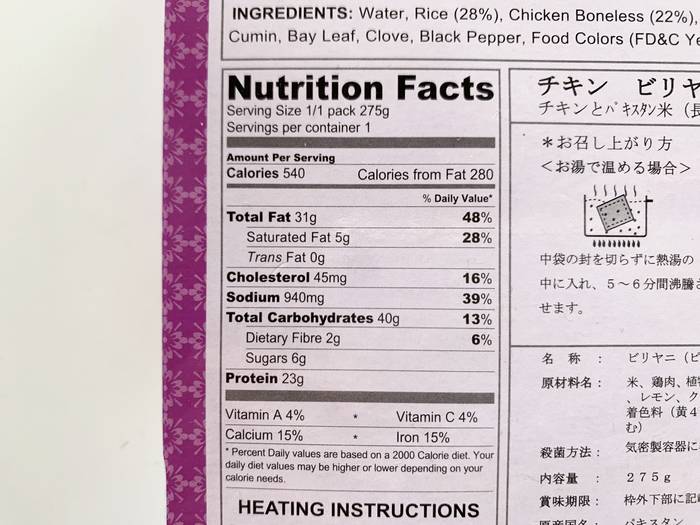 INGREDIENTS: Water, Rice (28%), Chicken Boneless (22%),
Cumin, Bay Leaf, Clove, Black Pepper, Food Colors (FD&C Ye
Nutrition Facts
Serving Size 1/1 pack 275g
Servings per container 1
Amount Per Serving
Calories 540 Calories from Fat 280
% Daily Value*
Total Fat 31g 48%
Saturated Fat 5g 28%
Trans Fat 0g
Cholesterol 45mg 16%
Sodium 940mg 39%
Total Carbohydrates 40g 13%
Dietary Fibre 2g 6%
Sugars 6g
Protein 23g
Vitamin A 4% * Vitamin C 4%
Calcium 15% * Iron 15%
* Percent Daily values are based on a 2000 Calorie diet. Your
daily diet values may be higher or lower depending on your
calorie needs.
HEATING INSTRUCTIONS
チキン ビリヤ
チキンとパキスタン米（長
＊お召し上がり方
＜お湯で温める場合＞
中袋の封を切らずに熱湯の
中に入れ、５〜６分間沸騰さ
せます。
名 称 ： ビリヤニ（ビ
原材料名： 米、鶏肉、植
、レモン、ク
着色料（黄４
む）
殺菌方法： 気密製容器に
内容量 ： ２７５ｇ
賞味期限： 枠外下部に記
原産国名： パキスタン